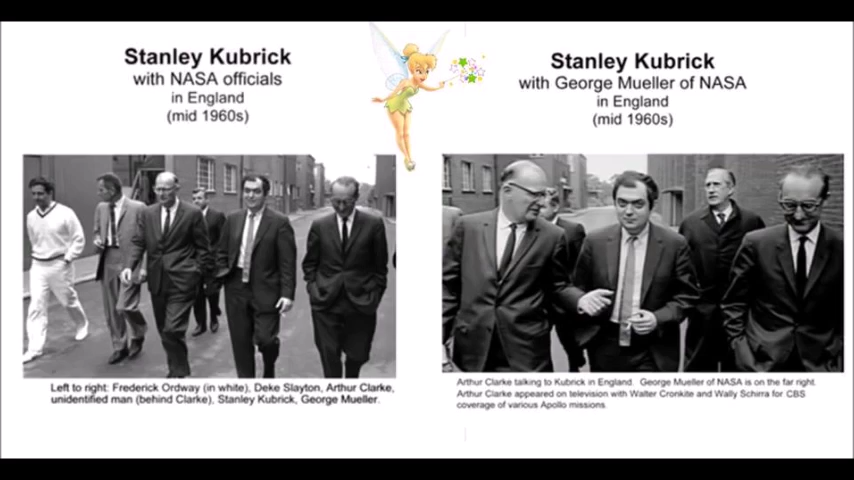 Stanley Kubrick
with NASA officials
in England
(mid 1960s)
Left to right: Frederick Ordway (in white), Deke Slayton, Arthur Clarke,
unidentified man (behind Clarke), Stanley Kubrick, George Mueller.
Stanley Kubrick
with George Mueller of NASA
in England
(mid 1960s)
Arthur Clarke talking to Kubrick in England. George Mueller of NASA is on the far right.
Arthur Clarke appeared on television with Walter Cronkite and Wally Schirra for CBS
coverage of various Apollo missions.